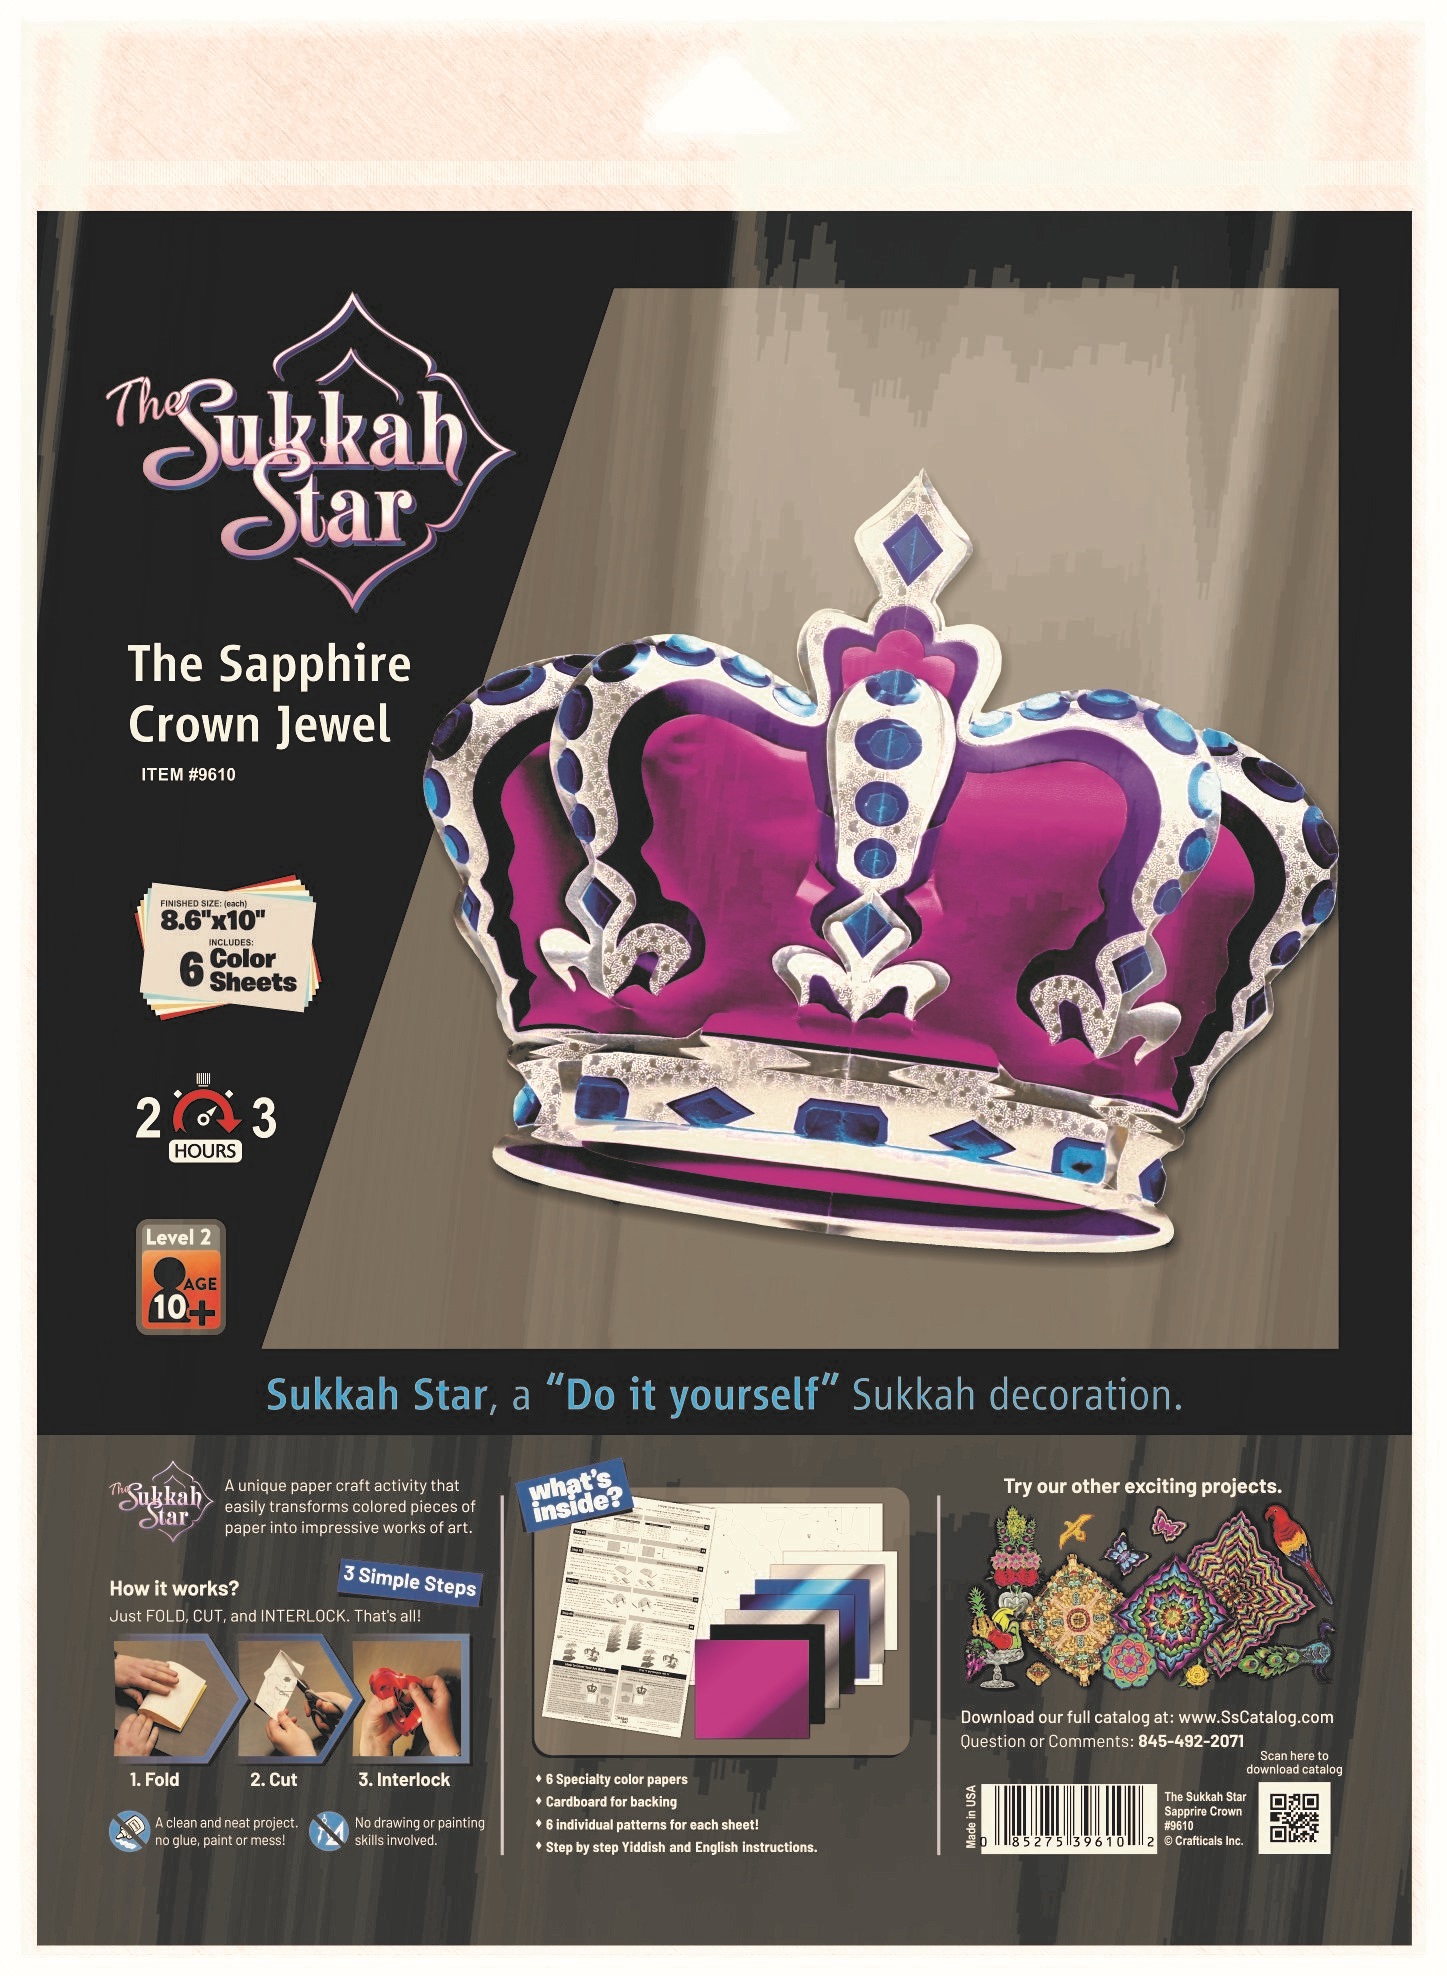 The
Sukkah
Star
The Sapphire
Crown Jewel
ITEM #9610
FINISHED SIZE: (each)
8.6"x10"
INCLUDES:
6 Color
Sheets
2 3
HOURS
Level 2
AGE
10+
Sukkah Star, a “Do it yourself” Sukkah decoration.
The
Sukkah
Star
A unique paper craft activity that
easily transforms colored pieces of
paper into impressive works of art.
3 Simple Steps
How it works?
Just FOLD, CUT, and INTERLOCK. That's all!
1. Fold
2. Cut
3. Interlock
A clean and neat project.
no glue, paint or mess!
No drawing or painting
skills involved.
what's
inside?
♦ 6 Specialty color papers
♦ Cardboard for backing
♦ 6 individual patterns for each sheet!
♦ Step by step Yiddish and English instructions.
Try our other exciting projects.
Download our full catalog at: www.SsCatalog.com
Question or Comments: 845-492-2071
Scan here to
download catalog
Made in USA
0 85275 39610 2
The Sukkah Star
Sapprire Crown
#9610
© Crafticals Inc.